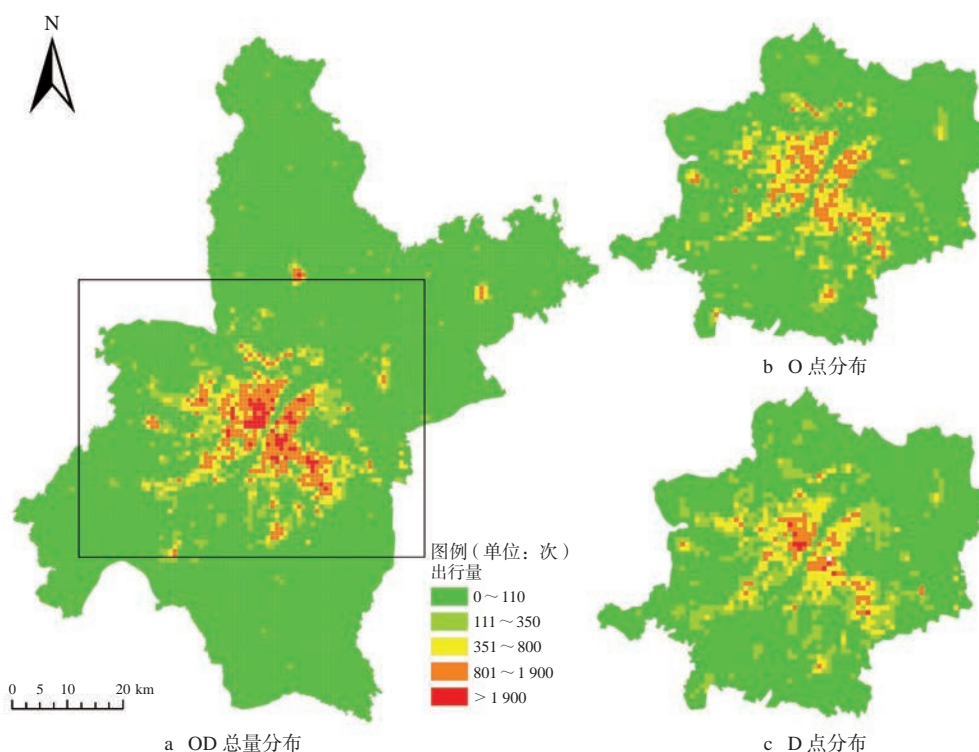 N
b O 点分布
图例（单位：次）
出行量
0～110
111～350
351～800
801～1 900
＞1 900
0 5 10 20 km
a OD 总量分布
c D 点分布